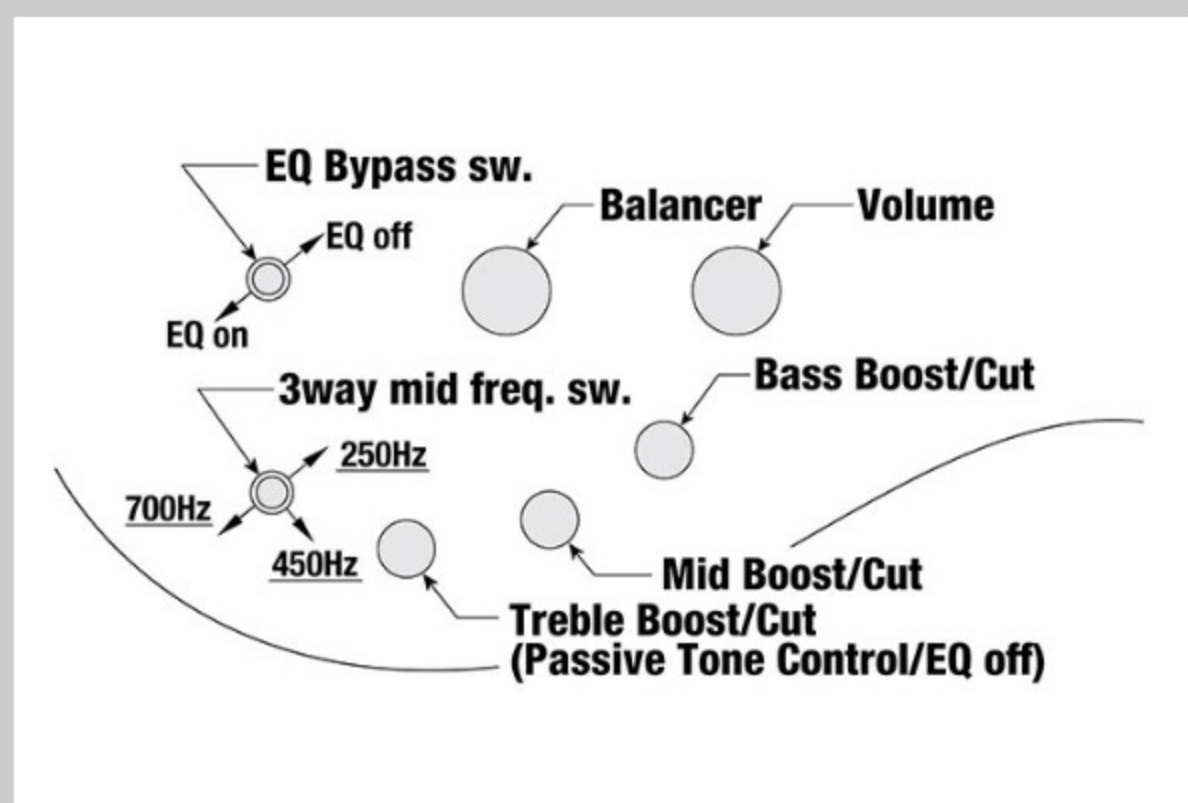 EQ Bypass sw.
EQ off
EQ on
Balancer
Volume
3way mid freq. sw.
250Hz
700Hz
450Hz
Bass Boost/Cut
Mid Boost/Cut
Treble Boost/Cut
(Passive Tone Control/EQ off)